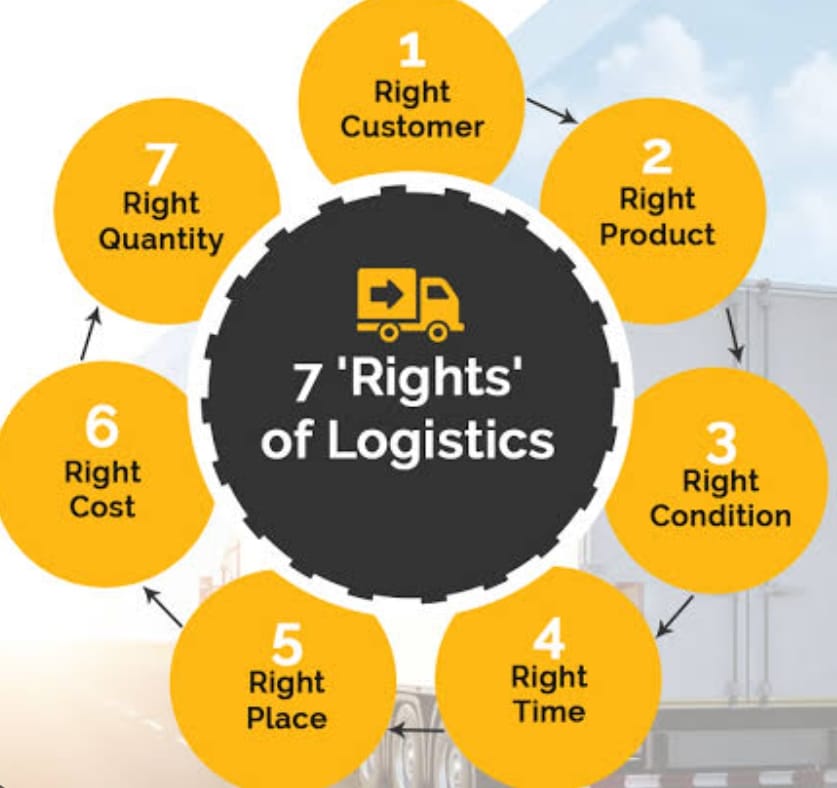 1
Right
Customer
2
Right
Product
3
Right
Condition
4
Right
Time
5
Right
Place
6
Right
Cost
7
Right
Quantity
7 'Rights'
of Logistics